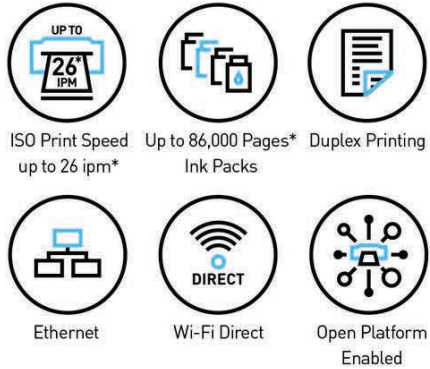 UP TO
26*
IPM
ISO Print Speed
up to 26 ipm*
Up to 86,000 Pages*
Ink Packs
Duplex Printing
Ethernet
DIRECT
Wi-Fi Direct
Open Platform
Enabled